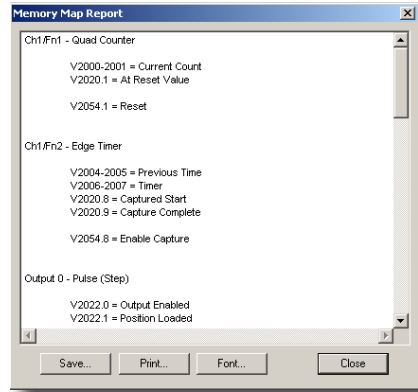 Memory Map Report
Ch1/Fn1 - Quad Counter
V2000-2001 = Current Count
V2020.1 = At Reset Value
V2054.1 = Reset
Ch1/Fn2 - Edge Timer
V2004-2005 = Previous Time
V2006-2007 = Timer
V2020.8 = Captured Start
V2020.9 = Capture Complete
V2054.8 = Enable Capture
Output 0 - Pulse (Step)
V2022.0 = Output Enabled
V2022.1 = Position Loaded
Save... Print... Font... Close